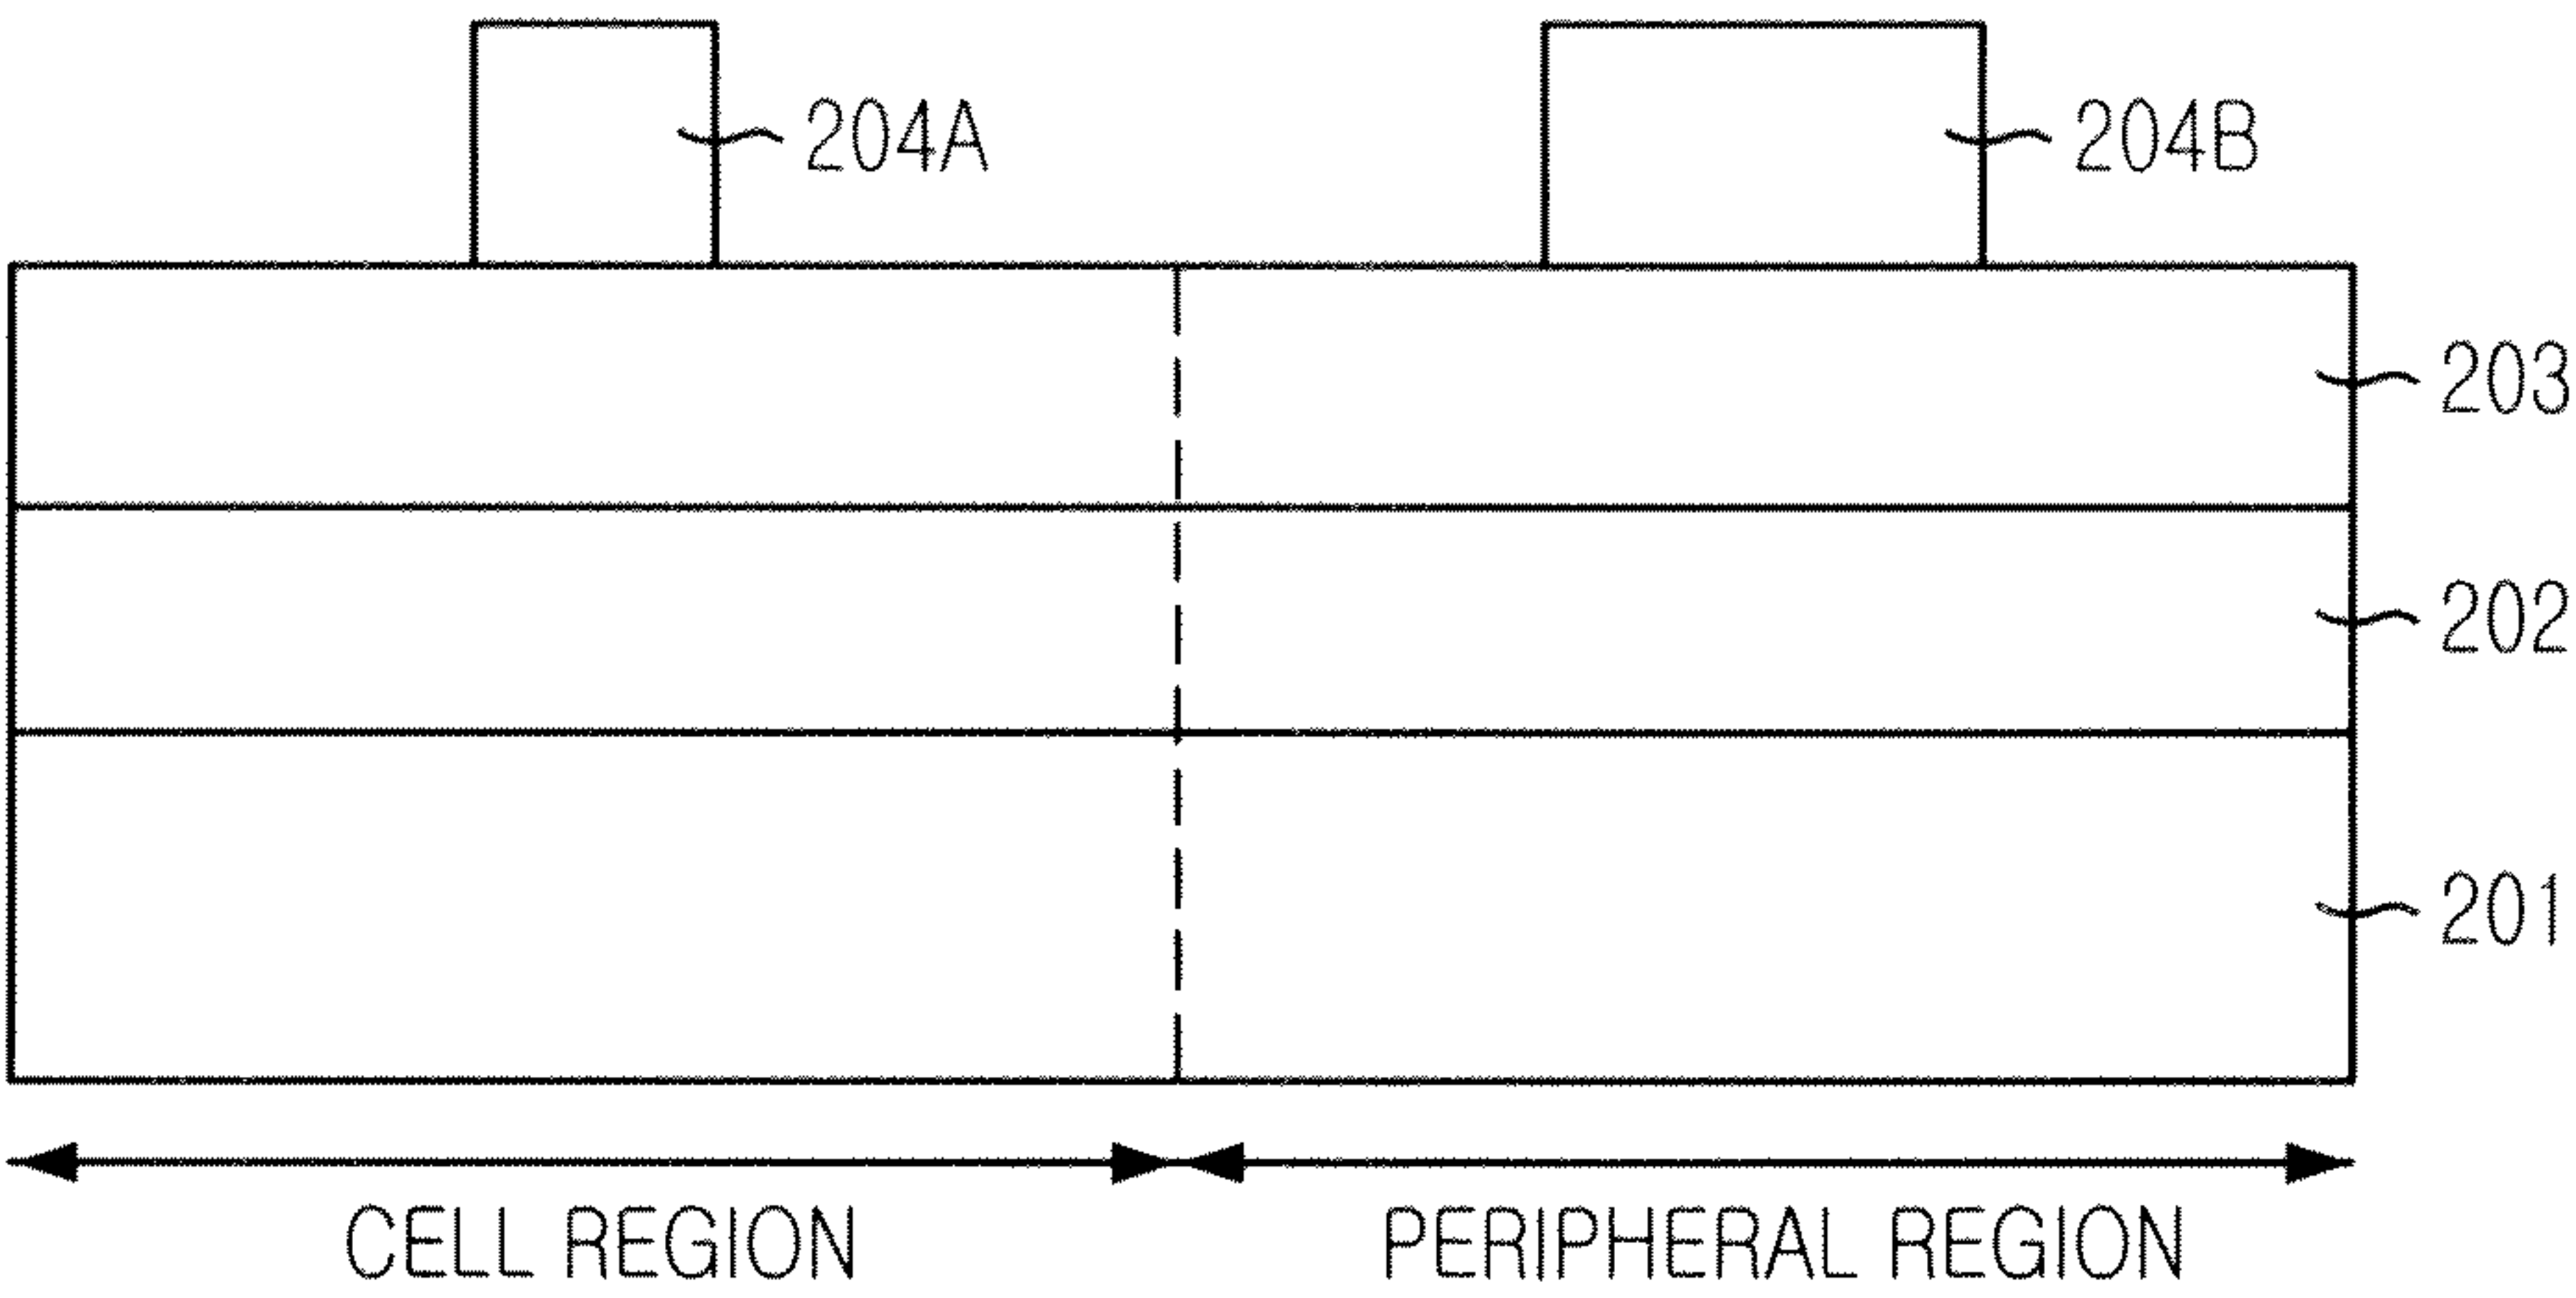 204A
204B
203
202
201
CELL REGION
PERIPHERAL REGION